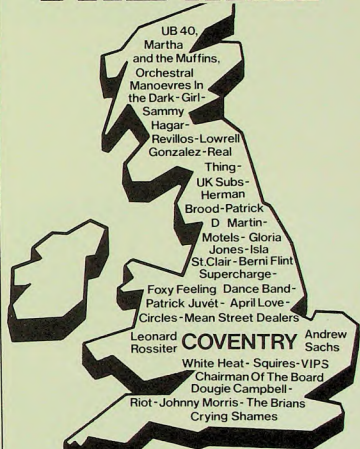 UB 40,
Martha
and the Muffins,
Orchestral
Manoevres In
the Dark-Girl-
Sammy
Hagar-
Revillos-Lowrell
Gonzalez-Real
Thing-
UK Subs-
Herman
Brood-Patrick
D Martin-
Motels-Gloria
Jones-Isla
St.Clair-Berni Flint
Supercharge-
Foxy Feeling Dance Band-
Patrick Juvét-April Love-
Circles-Mean Street Dealers
Leonard Rossiter COVENTRY Andrew Sachs
White Heat-Squires-VIPS
Chairman Of The Board
Dougie Campbell-
Riot-Johnny Morris-The Brians
Crying Shames